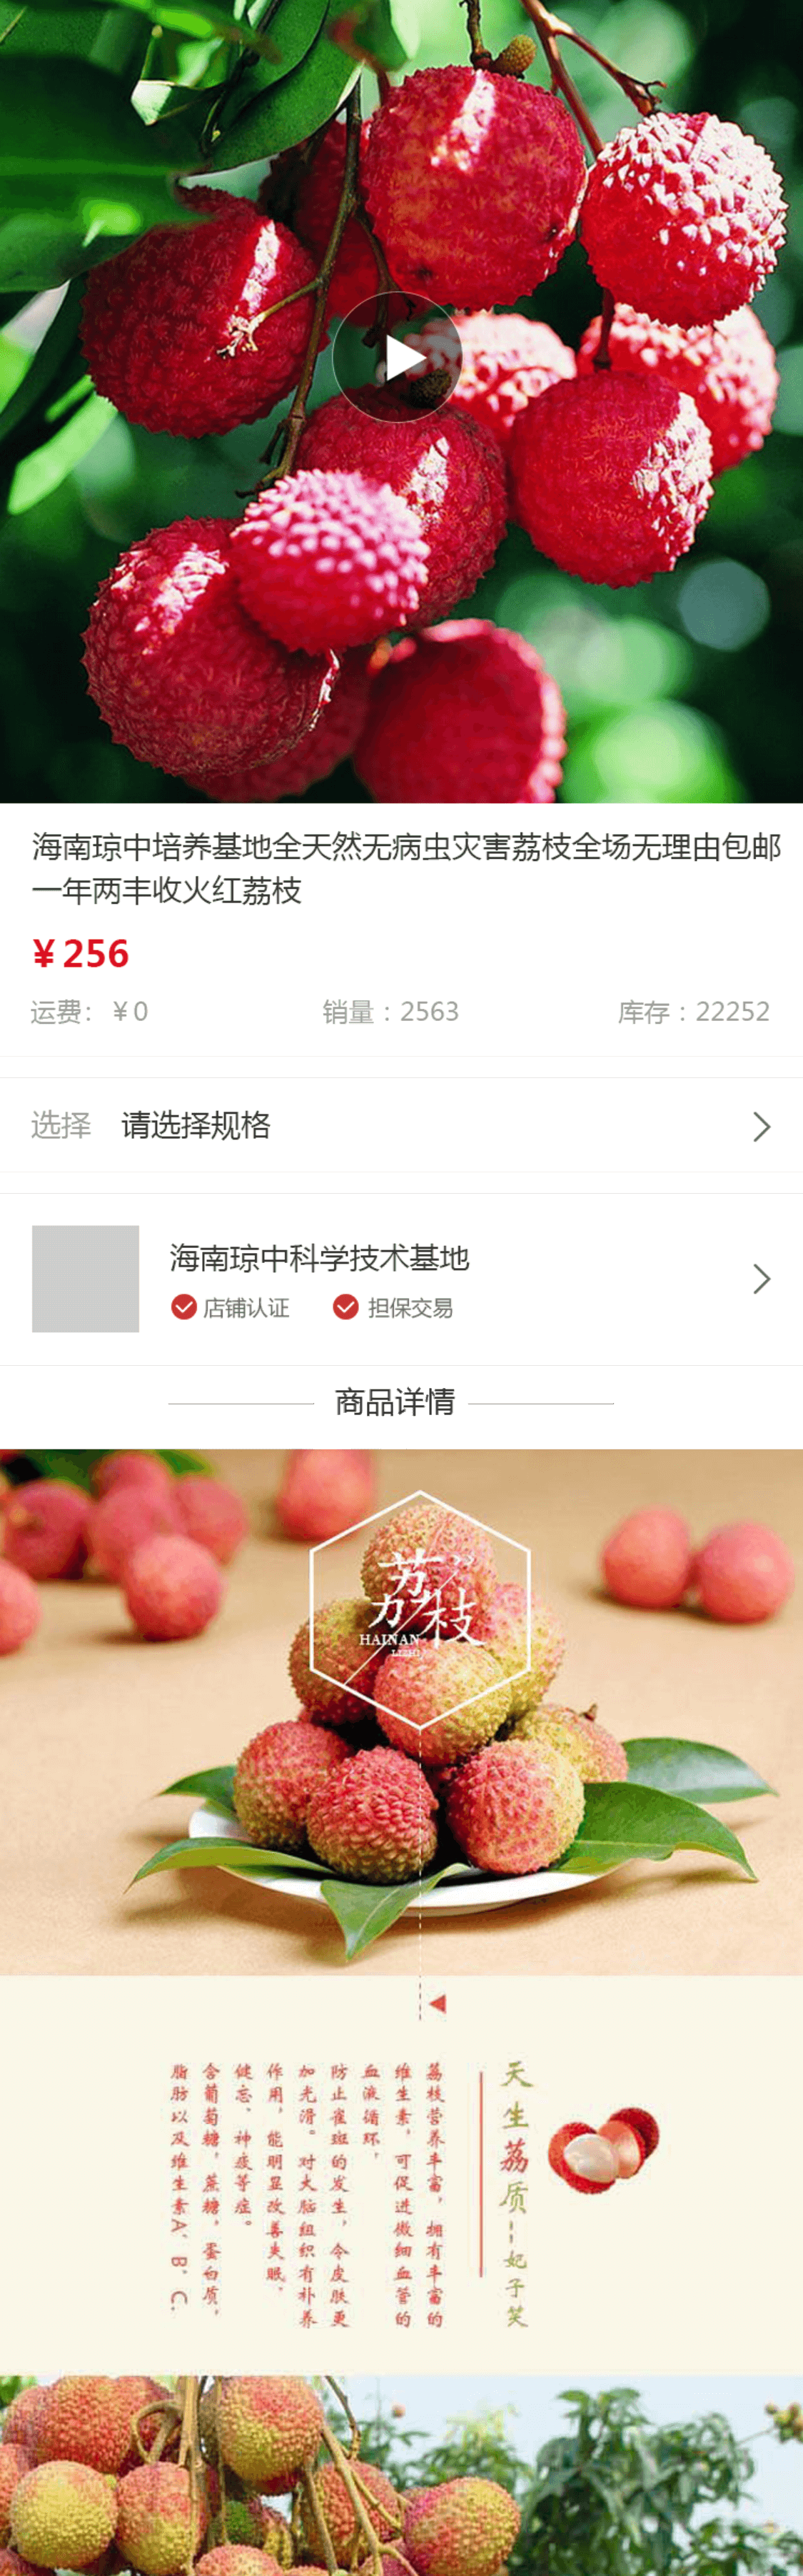 海南琼中培养基地全天然无病虫灾害荔枝全场无理由包邮
一年两丰收火红荔枝
¥256
运费： ¥0
销量：2563
库存：22252
选择 请选择规格
海南琼中科学技术基地
店铺认证 担保交易
商品详情
荔枝
HAINAN
天生荔质--妃子笑
荔枝营养丰富，拥有丰富的
维生素，可促进微细血管的
血液循环，
防止雀斑的发生，令皮肤更
加光滑。对大脑组织有补养
作用，能明显改善失眠、
健忘、神疲等症。
含葡萄糖，蔗糖，蛋白质，
脂肪以及维生素A、B、C.